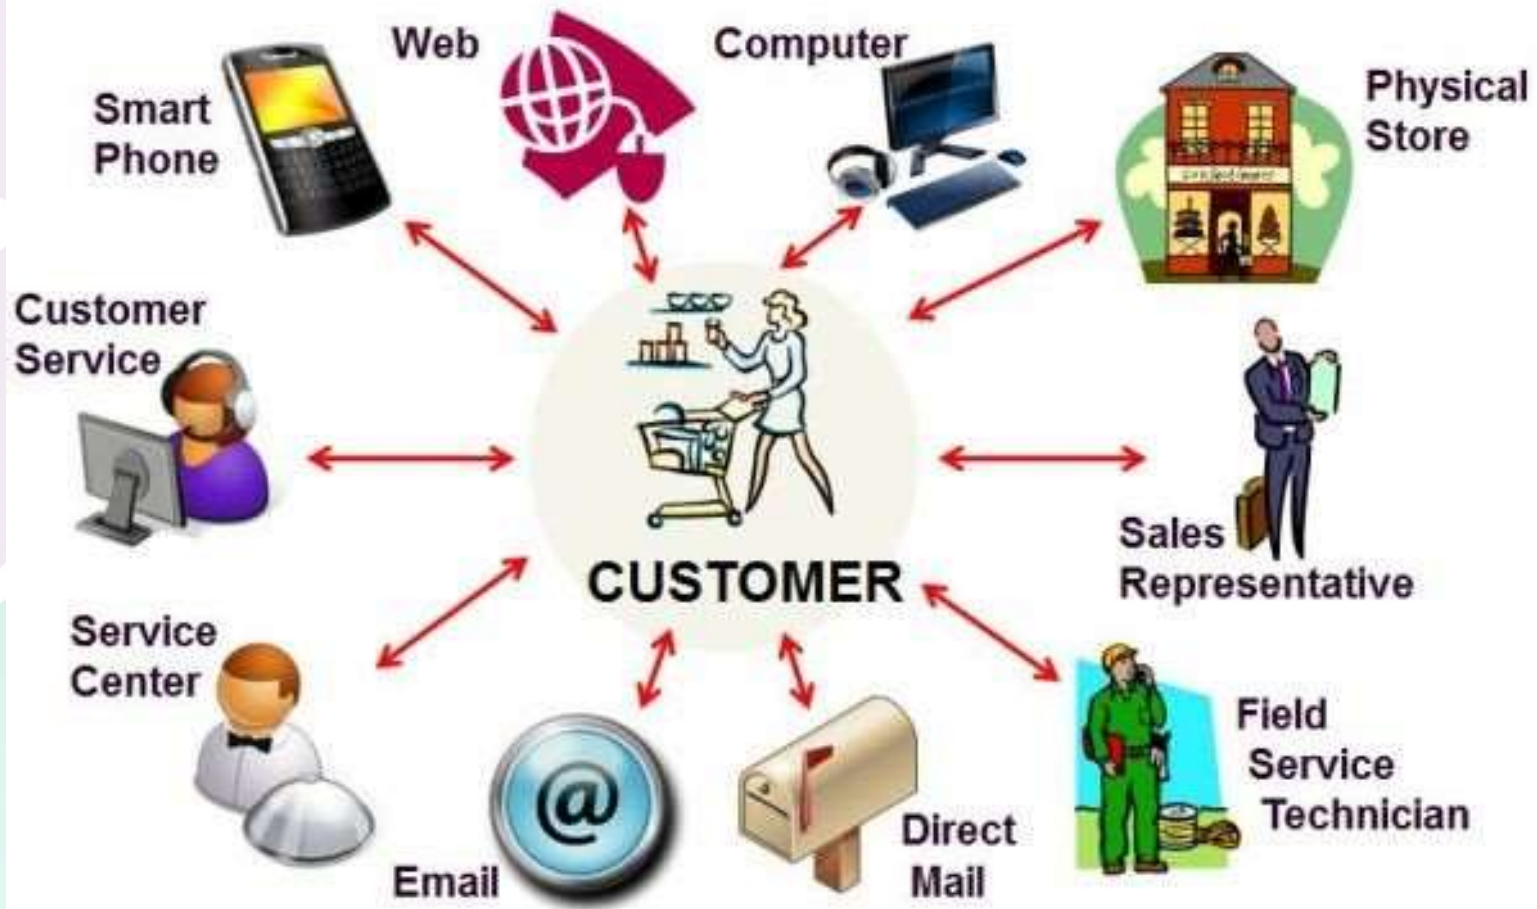 Web
Computer
Smart
Phone
Physical
Store
Customer
Service
Sales
Representative
CUSTOMER
Service
Center
Field
Service
Technician
Email
@
Direct
Mail